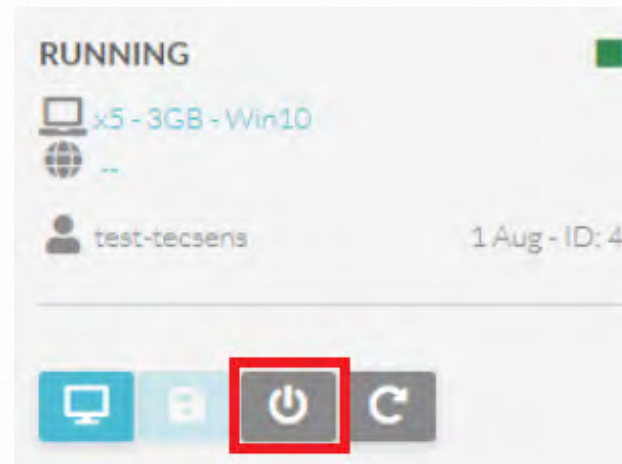 RUNNING
x5 - 3GB - Win10
--
test-tecsens 1 Aug - ID: 4